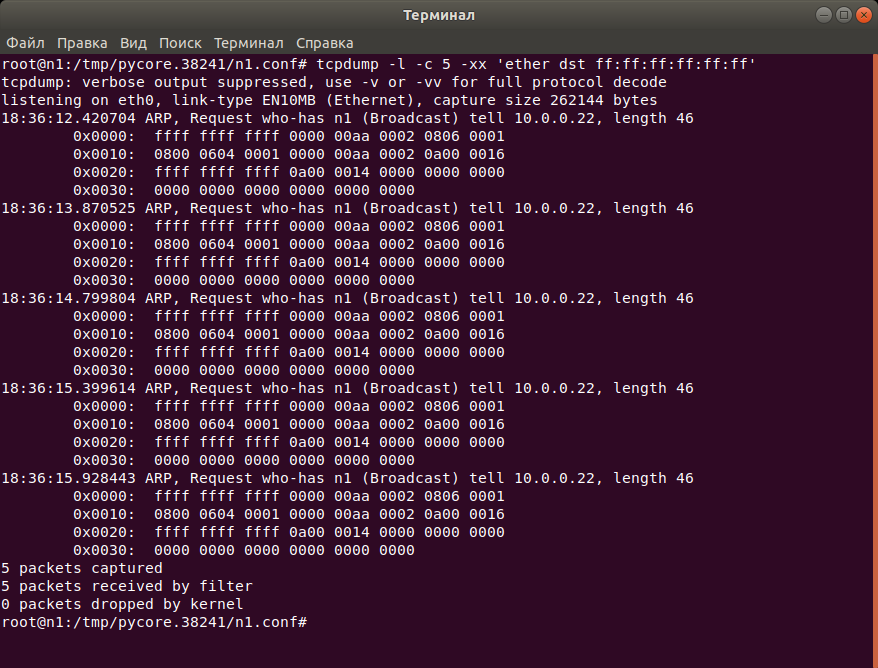 Терминал
Файл Правка Вид Поиск Терминал Справка
root@n1:/tmp/pycore.38241/n1.conf# tcpdump -l -c 5 -xx 'ether dst ff:ff:ff:ff:ff:ff'
tcpdump: verbose output suppressed, use -v or -vv for full protocol decode
listening on eth0, link-type EN10MB (Ethernet), capture size 262144 bytes
18:36:12.420704 ARP, Request who-has n1 (Broadcast) tell 10.0.0.22, length 46
0x0000:  ffff ffff ffff 0000 00aa 0002 0806 0001
0x0010:  0800 0604 0001 0000 00aa 0002 0a00 0016
0x0020:  ffff ffff ffff 0a00 0014 0000 0000 0000
0x0030:  0000 0000 0000 0000 0000 0000
18:36:13.870525 ARP, Request who-has n1 (Broadcast) tell 10.0.0.22, length 46
0x0000:  ffff ffff ffff 0000 00aa 0002 0806 0001
0x0010:  0800 0604 0001 0000 00aa 0002 0a00 0016
0x0020:  ffff ffff ffff 0a00 0014 0000 0000 0000
0x0030:  0000 0000 0000 0000 0000 0000
18:36:14.799804 ARP, Request who-has n1 (Broadcast) tell 10.0.0.22, length 46
0x0000:  ffff ffff ffff 0000 00aa 0002 0806 0001
0x0010:  0800 0604 0001 0000 00aa 0002 0a00 0016
0x0020:  ffff ffff ffff 0a00 0014 0000 0000 0000
0x0030:  0000 0000 0000 0000 0000 0000
18:36:15.399614 ARP, Request who-has n1 (Broadcast) tell 10.0.0.22, length 46
0x0000:  ffff ffff ffff 0000 00aa 0002 0806 0001
0x0010:  0800 0604 0001 0000 00aa 0002 0a00 0016
0x0020:  ffff ffff ffff 0a00 0014 0000 0000 0000
0x0030:  0000 0000 0000 0000 0000 0000
18:36:15.928443 ARP, Request who-has n1 (Broadcast) tell 10.0.0.22, length 46
0x0000:  ffff ffff ffff 0000 00aa 0002 0806 0001
0x0010:  0800 0604 0001 0000 00aa 0002 0a00 0016
0x0020:  ffff ffff ffff 0a00 0014 0000 0000 0000
0x0030:  0000 0000 0000 0000 0000 0000
5 packets captured
5 packets received by filter
0 packets dropped by kernel
root@n1:/tmp/pycore.38241/n1.conf#